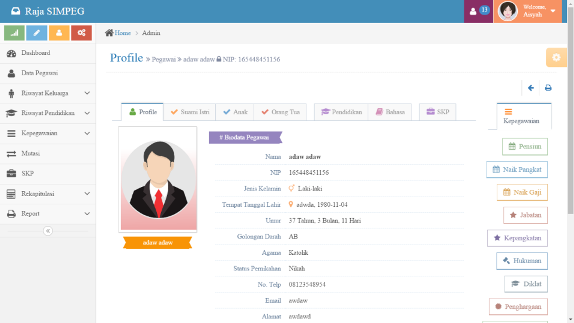 Raja SIMPEG
11
Welcome,
Aisyah
Home > Admin
Dashboard
Data Pegawai
Riwayat Keluarga
Riwayat Pendidikan
Kepegawaian
Mutasi
SKP
Rekapitulasi
Report
Profile » Pegawai » adaw adaw NIP: 165448451156
Profile
Suami Istri
Anak
Orang Tua
Pendidikan
Bahasa
SKP
Kepegawaian
# Biodata Pegawai
Nama adaw adaw
NIP 165448451156
Jenis Kelamin Laki-laki
Tempat Tanggal Lahir adwda, 1980-11-04
Umur 37 Tahun, 3 Bulan, 11 Hari
Golongan Darah AB
Agama Katolik
Status Pernikahan Nikah
No. Telp 08123548954
Email awdaw
Alamat awdawd
adaw adaw
Pensiun
Naik Pangkat
Naik Gaji
Jabatan
Kepangkatan
Hukuman
Diklat
Penghargaan